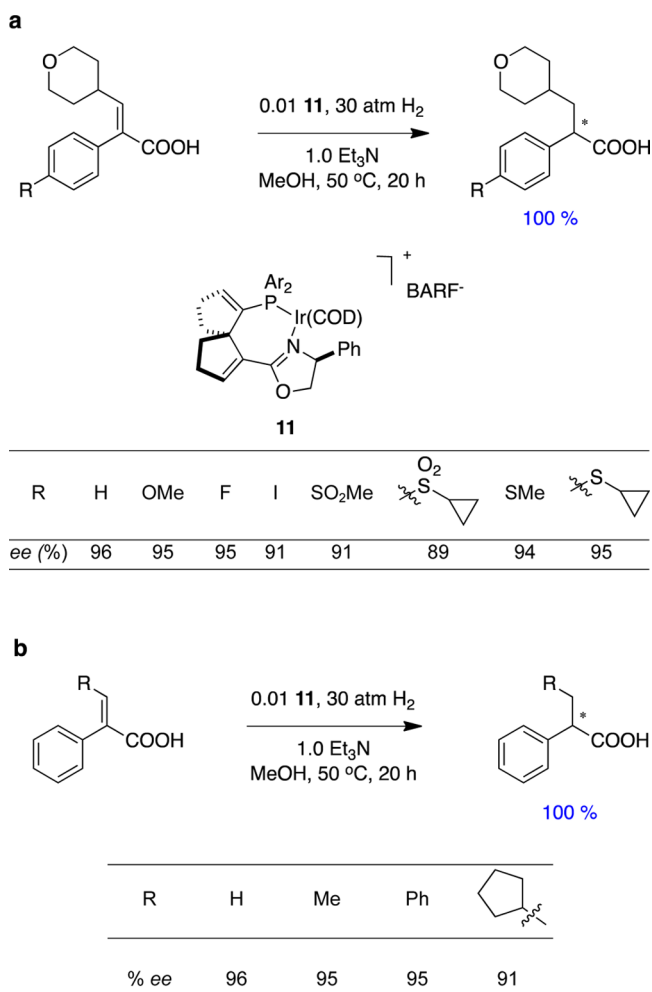 a
O
COOH
R
0.01 11, 30 atm H2
1.0 Et3N
MeOH, 50 ºC, 20 h
O
*
COOH
R
100 %
Ar2
P
Ir(COD)
N
Ph
O
+
BARF-
11
R H OMe F I SO2Me O2 S SMe S
ee (%) 96 95 95 91 91 89 94 95
b
R
COOH
0.01 11, 30 atm H2
1.0 Et3N
MeOH, 50 ºC, 20 h
R
*
COOH
100 %
R H Me Ph
% ee 96 95 95 91